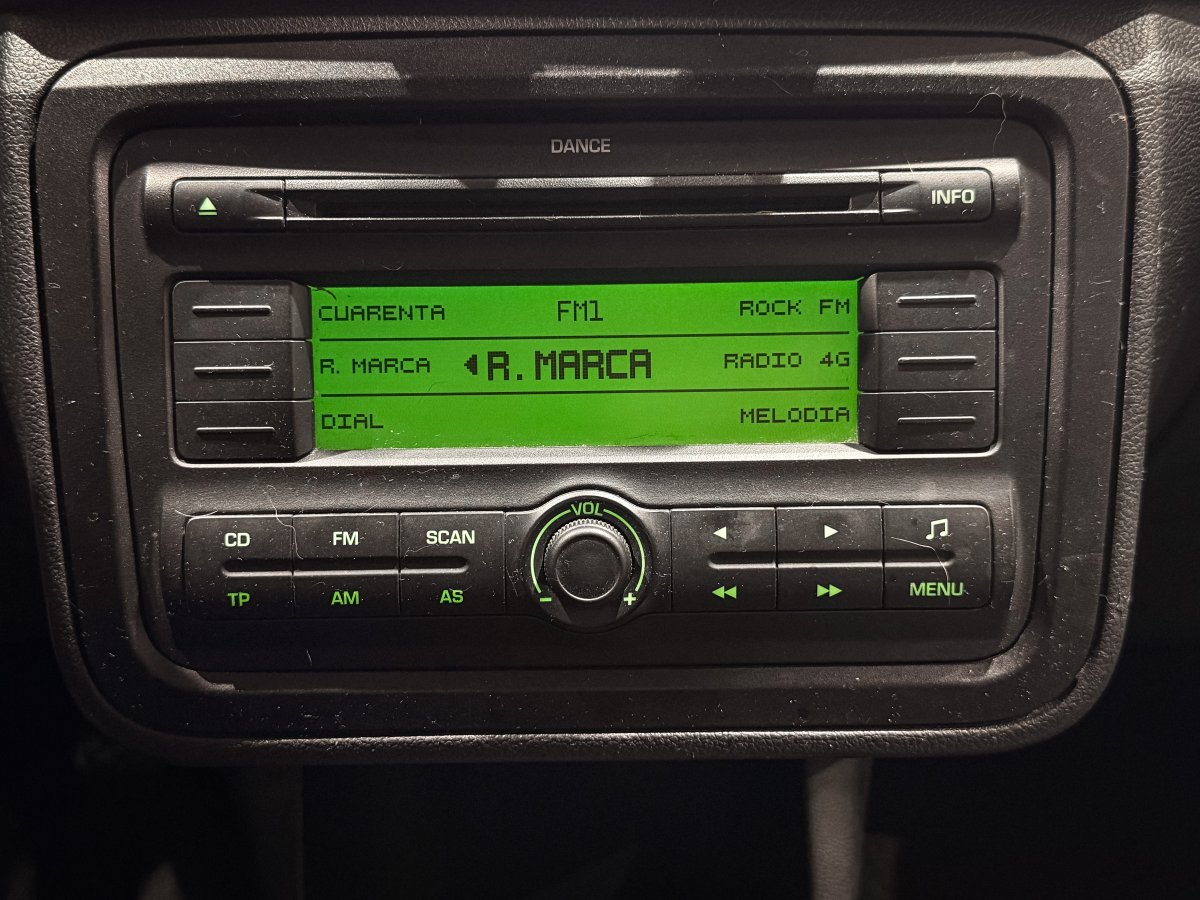 DANCE
INFO
CUARENTA FM1 ROCK FM
R. MARCA R. MARCA RADIO 4G
DIAL MELODIA
VOL
CD FM SCAN
TP AM AS - + MENU